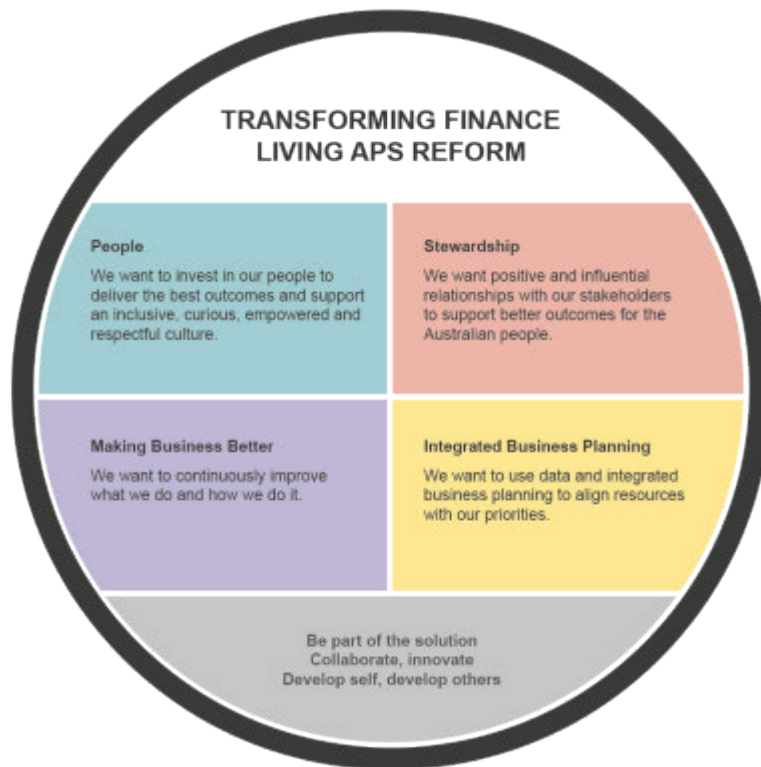 TRANSFORMING FINANCE
LIVING APS REFORM
People
We want to invest in our people to
deliver the best outcomes and support
an inclusive, curious, empowered and
respectful culture.
Stewardship
We want positive and influential
relationships with our stakeholders
to support better outcomes for the
Australian people.
Making Business Better
We want to continuously improve
what we do and how we do it.
Integrated Business Planning
We want to use data and integrated
business planning to align resources
with our priorities.
Be part of the solution
Collaborate, innovate
Develop self, develop others